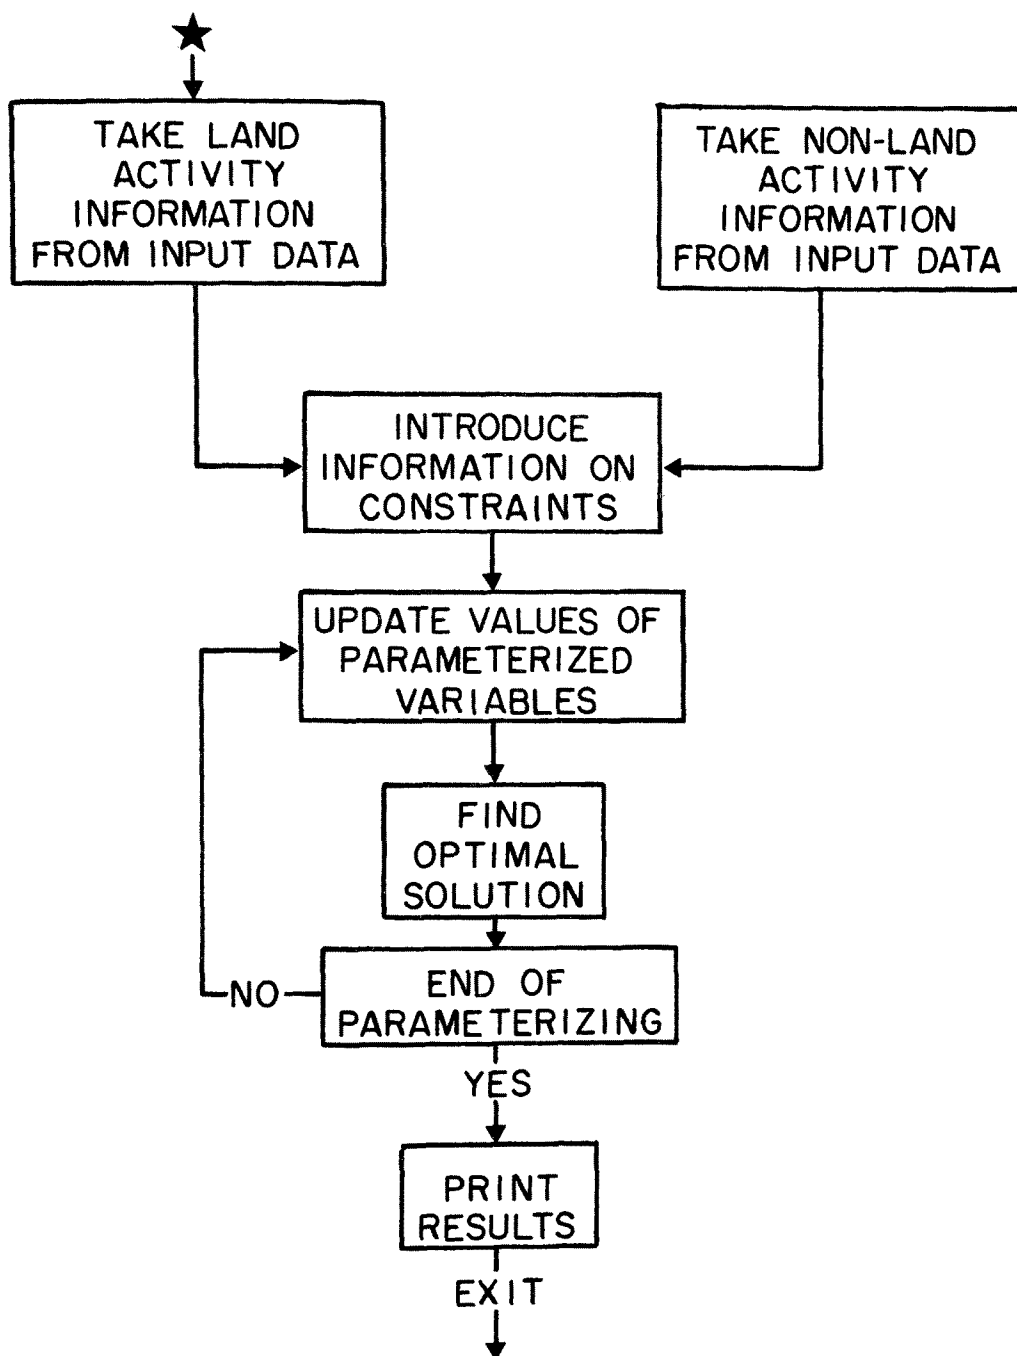 TAKE LAND
ACTIVITY
INFORMATION
FROM INPUT DATA
TAKE NON-LAND
ACTIVITY
INFORMATION
FROM INPUT DATA
INTRODUCE
INFORMATION ON
CONSTRAINTS
UPDATE VALUES OF
PARAMETERIZED
VARIABLES
FIND
OPTIMAL
SOLUTION
END OF
PARAMETERIZING
NO
YES
PRINT
RESULTS
EXIT